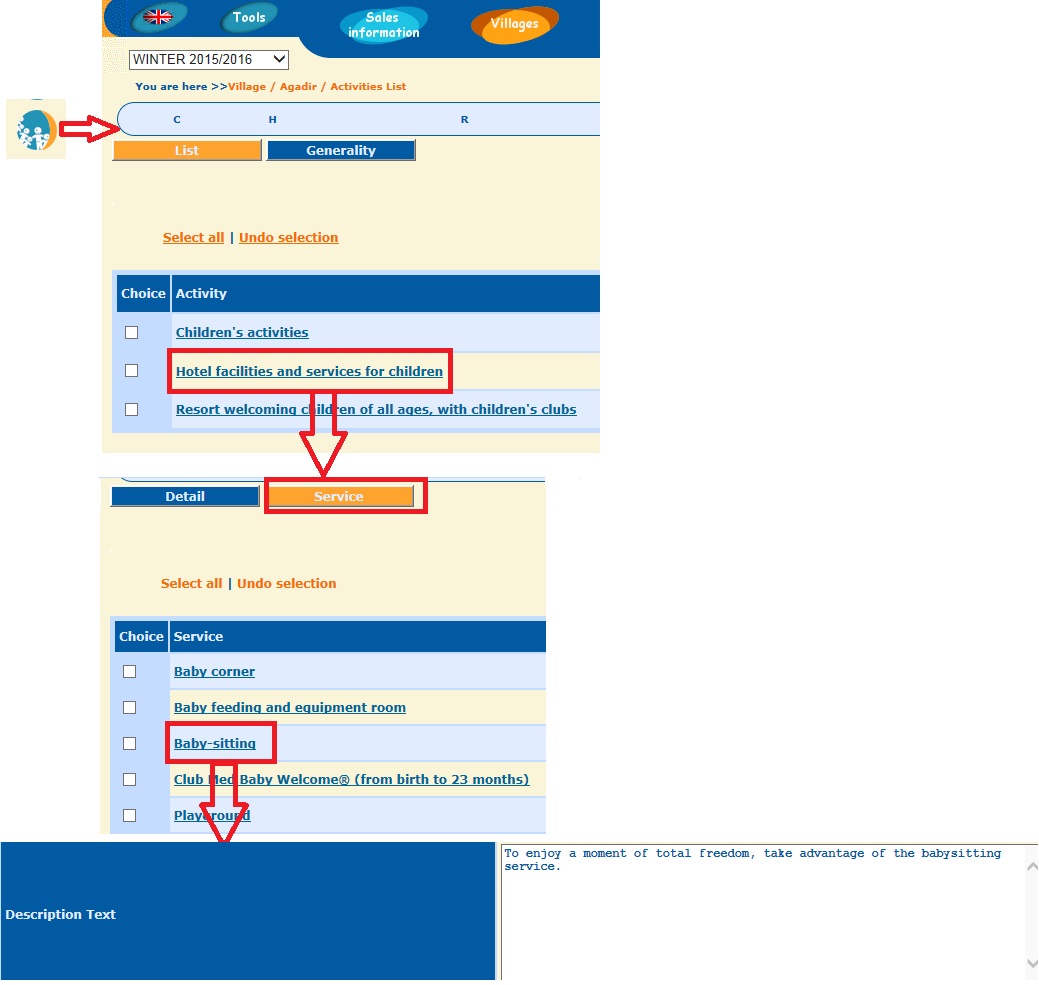 Tools
Sales
information
Villages
WINTER 2015/2016
You are here >>Village / Agadir / Activities List
C H R
List Generality
Select all | Undo selection
Choice Activity
Children's activities
Hotel facilities and services for children
Resort welcoming children of all ages, with children's clubs
Detail Service
Select all | Undo selection
Choice Service
Baby corner
Baby feeding and equipment room
Baby-sitting
Club Med Baby Welcome® (from birth to 23 months)
Playground
Description Text
To enjoy a moment of total freedom, take advantage of the babysitting
service.